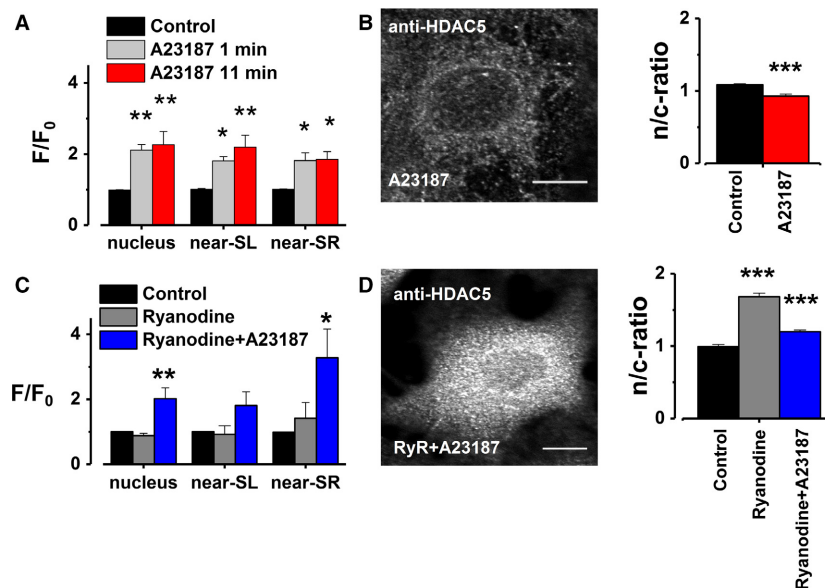 A
Control
A23187 1 min
A23187 11 min
F/F0
4
2
0
** **
* **
* *
nucleus near-SL near-SR
B
anti-HDAC5
A23187
n/c-ratio
2
1
0
***
Control
A23187
C
Control
Ryanodine
Ryanodine+A23187
F/F0
4
2
0
**
*
nucleus near-SL near-SR
D
anti-HDAC5
RyR+A23187
n/c-ratio
2
1
0
***
***
Control
Ryanodine
Ryanodine+A23187